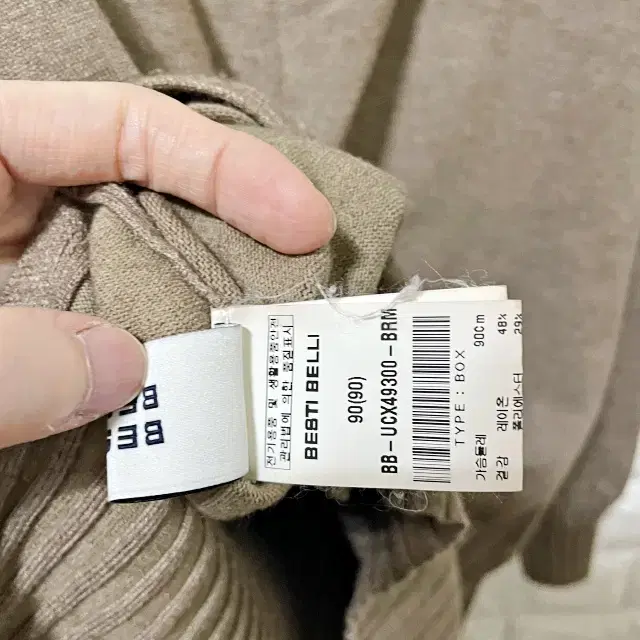 전기용품 및 생활용품안전
관리법에 의한 품질표시
BESTI BELLI
90(90)
BB-UCX49300-BRM
TYPE : BOX
가슴둘레 90Cm
겉감 레이온 48%
폴리에스터 29%